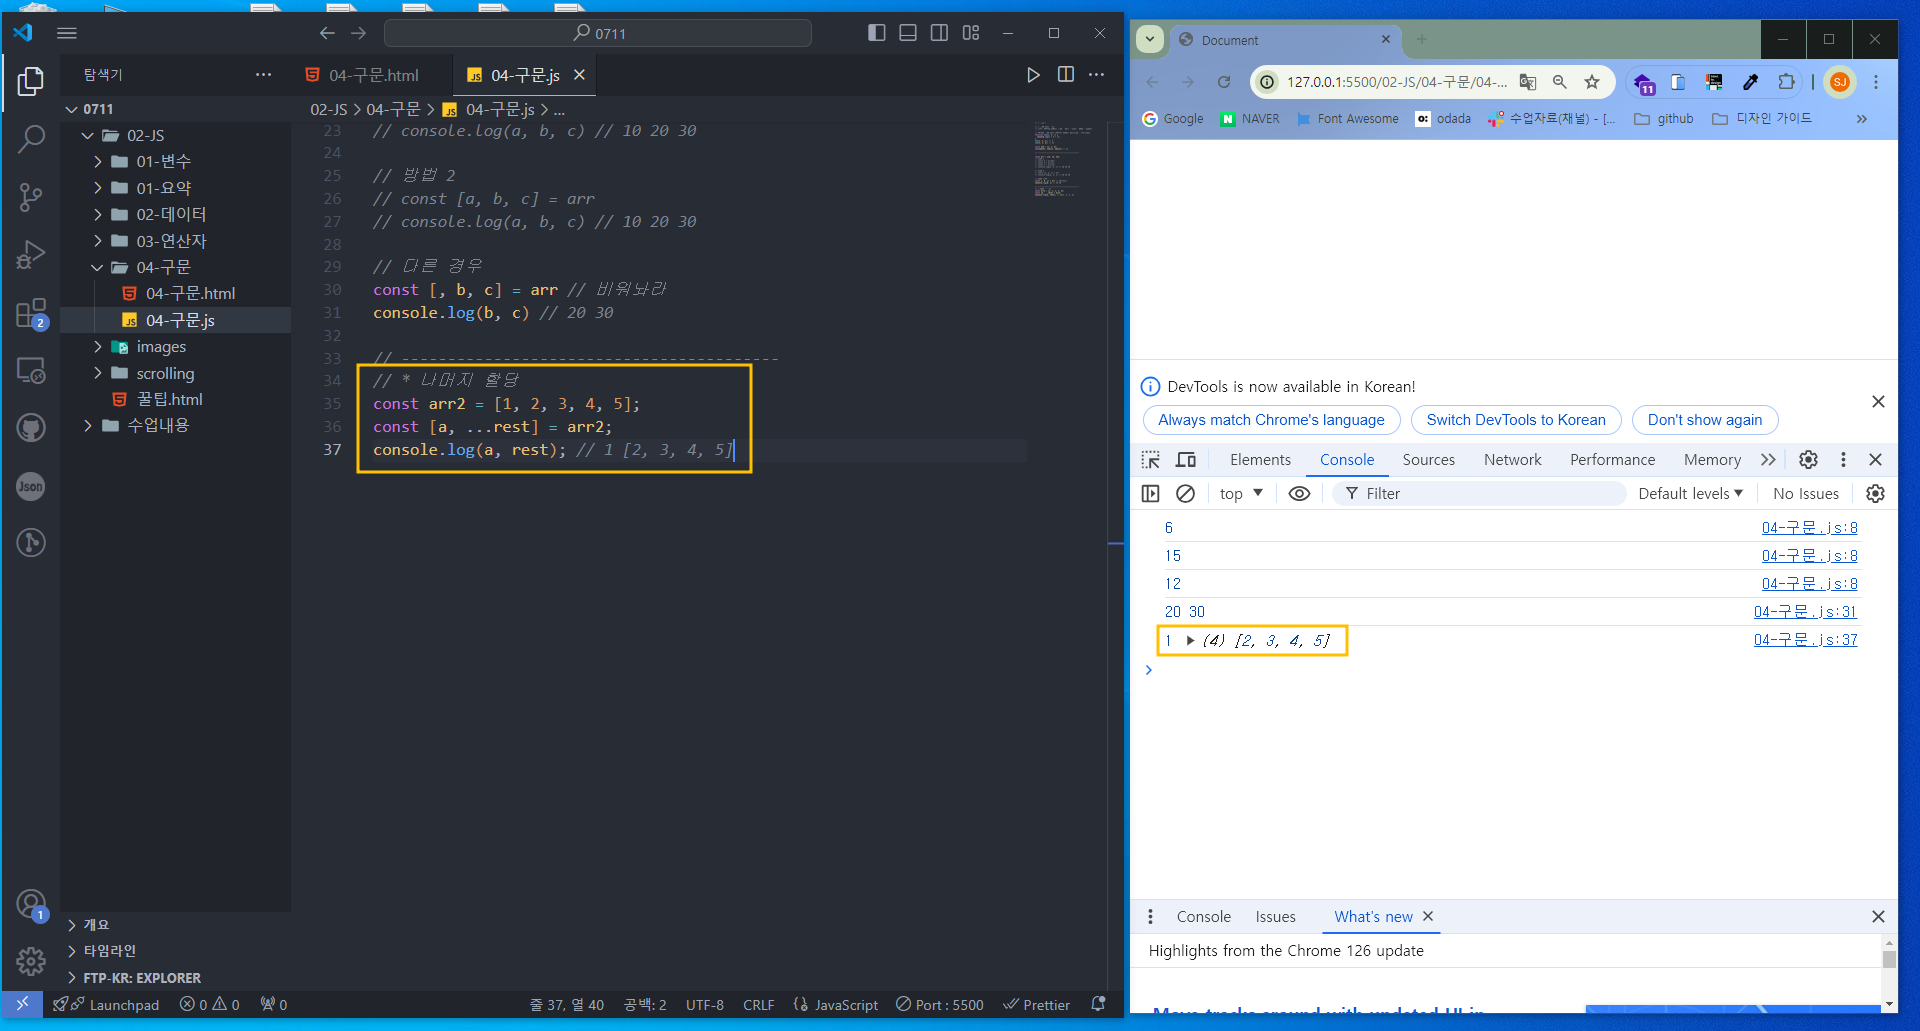 0711
탐색기
04-구문.html
04-구문.js
0711
02-JS > 04-구문 > 04-구문.js > ...
02-JS
01-변수
01-요약
02-데이터
03-연산자
04-구문
04-구문.html
04-구문.js
images
scrolling
꿀팁.html
수업내용
개요
타임라인
FTP-KR: EXPLORER
2
Json
1
23 // console.log(a, b, c) // 10 20 30
24
25 // 방법 2
26 // const [a, b, c] = arr
27 // console.log(a, b, c) // 10 20 30
28
29 // 다른 경우
30 const [, b, c] = arr // 비워놔라
31 console.log(b, c) // 20 30
32
33 // -----------------------------------------
34 // * 나머지 할당
35 const arr2 = [1, 2, 3, 4, 5];
36 const [a, ...rest] = arr2;
37 console.log(a, rest); // 1 [2, 3, 4, 5]
Launchpad 0 0 0 줄 37, 열 40 공백: 2 UTF-8 CRLF JavaScript Port : 5500 Prettier
Document
127.0.0.1:5500/02-JS/04-구문/04-...
11
SJ
Google NAVER Font Awesome odada 수업자료(채널) - [... github 디자인 가이드
DevTools is now available in Korean!
Always match Chrome's language Switch DevTools to Korean Don't show again
Elements Console Sources Network Performance Memory
top Filter Default levels No Issues
6 04-구문.js:8
15 04-구문.js:8
12 04-구문.js:8
20 30 04-구문.js:31
1 (4) [2, 3, 4, 5] 04-구문.js:37
Console Issues What's new
Highlights from the Chrome 126 update